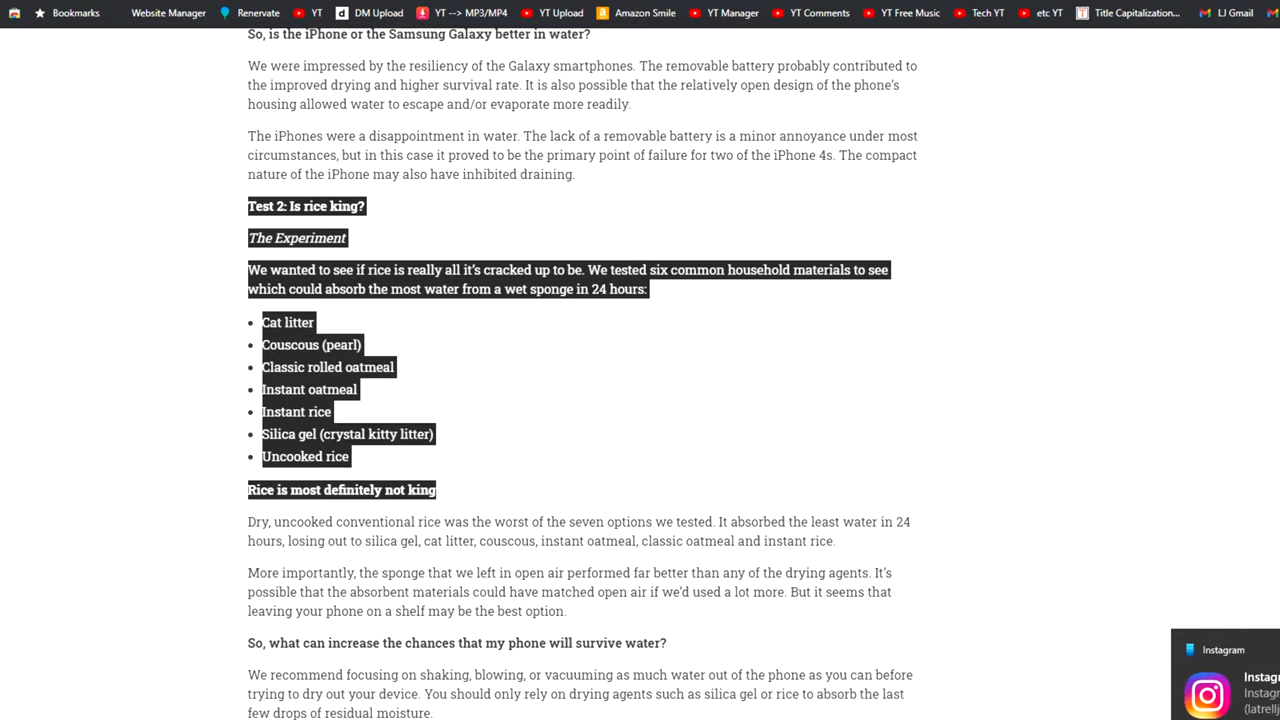 Bookmarks Website Manager Renervate YT DM Upload YT --> MP3/MP4 YT Upload Amazon Smile YT Manager YT Comments YT Free Music Tech YT etc YT Title Capitalization... LJ Gmail
So, is the iPhone or the Samsung Galaxy better in water?
We were impressed by the resiliency of the Galaxy smartphones. The removable battery probably contributed to
the improved drying and higher survival rate. It is also possible that the relatively open design of the phone's
housing allowed water to escape and/or evaporate more readily.
The iPhones were a disappointment in water. The lack of a removable battery is a minor annoyance under most
circumstances, but in this case it proved to be the primary point of failure for two of the iPhone 4s. The compact
nature of the iPhone may also have inhibited draining.
Test 2: Is rice king?
The Experiment
We wanted to see if rice is really all it's cracked up to be. We tested six common household materials to see
which could absorb the most water from a wet sponge in 24 hours:
• Cat litter
• Couscous (pearl)
• Classic rolled oatmeal
• Instant oatmeal
• Instant rice
• Silica gel (crystal kitty litter)
• Uncooked rice
Rice is most definitely not king
Dry, uncooked conventional rice was the worst of the seven options we tested. It absorbed the least water in 24
hours, losing out to silica gel, cat litter, couscous, instant oatmeal, classic oatmeal and instant rice.
More importantly, the sponge that we left in open air performed far better than any of the drying agents. It's
possible that the absorbent materials could have matched open air if we'd used a lot more. But it seems that
leaving your phone on a shelf may be the best option.
So, what can increase the chances that my phone will survive water?
We recommend focusing on shaking, blowing, or vacuuming as much water out of the phone as you can before
trying to dry out your device. You should only rely on drying agents such as silica gel or rice to absorb the last
few drops of residual moisture.
Instagram
Instag
Instagr
(latrellj